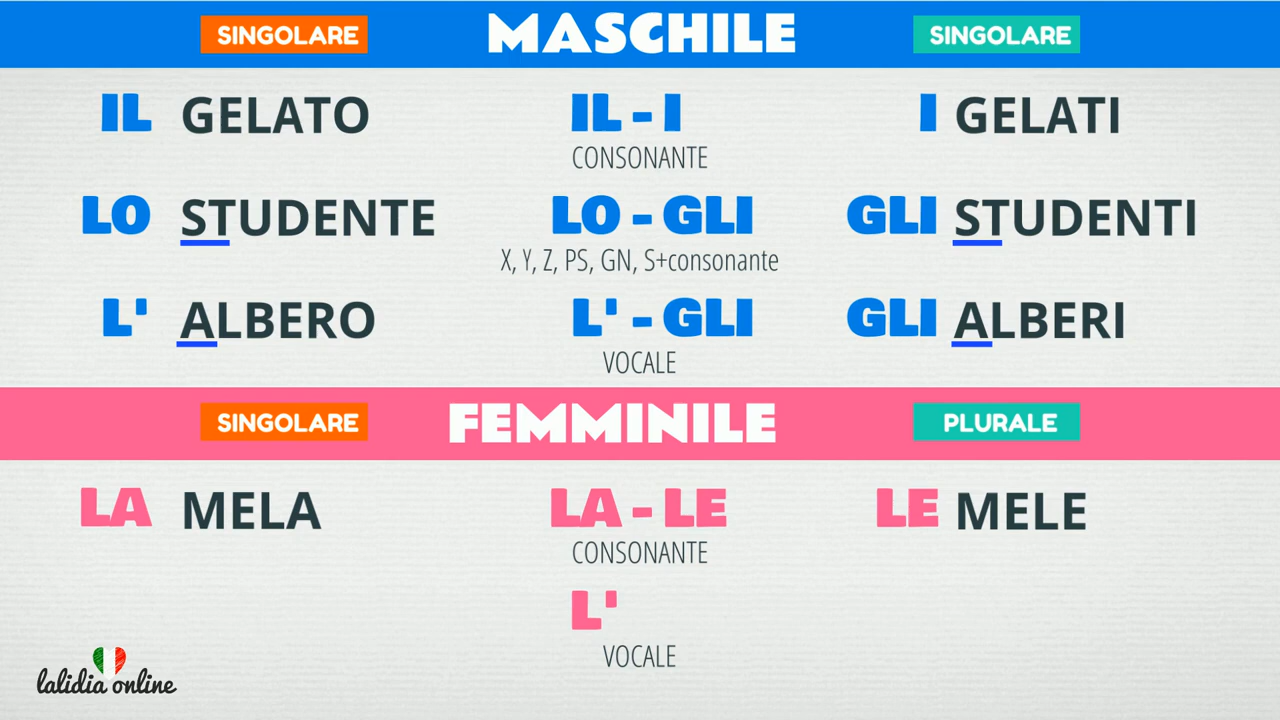 SINGOLARE MASCHILE SINGOLARE
IL GELATO IL - I I GELATI
CONSONANTE
LO STUDENTE LO - GLI GLI STUDENTI
X, Y, Z, PS, GN, S+consonante
L' ALBERO L' - GLI GLI ALBERI
VOCALE
SINGOLARE FEMMINILE PLURALE
LA MELA LA - LE LE MELE
CONSONANTE
L'
VOCALE
lalidia online